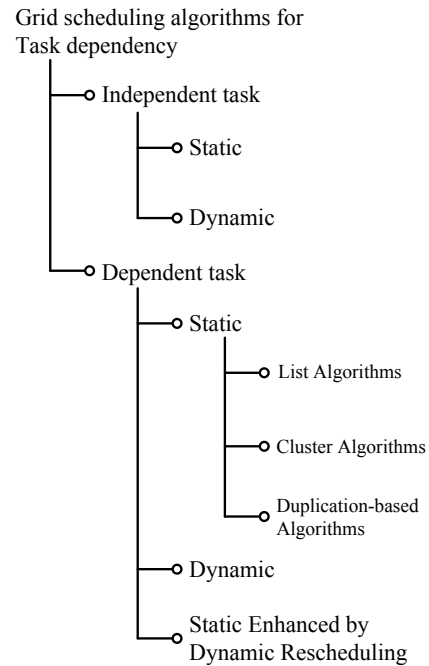 Grid scheduling algorithms for
Task dependency
Independent task
Static
Dynamic
Dependent task
Static
List Algorithms
Cluster Algorithms
Duplication-based
Algorithms
Dynamic
Static Enhanced by
Dynamic Rescheduling